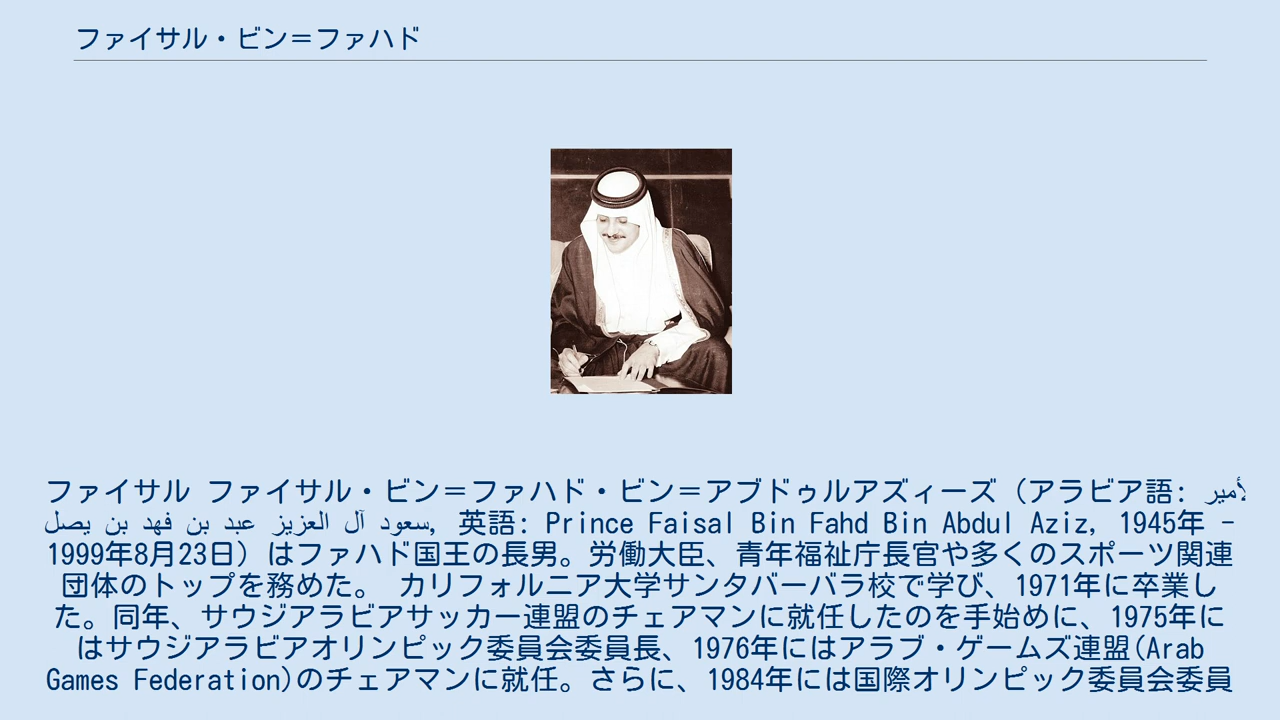 ファイサル・ビン＝ファハド
ファイサル ファイサル・ビン＝ファハド・ビン＝アブドゥルアズィーズ（アラビア語: لأمير
سعود آل العزيز عبد بن فهد بن يصل, 英語: Prince Faisal Bin Fahd Bin Abdul Aziz, 1945年 -
1999年8月23日）はファハド国王の長男。労働大臣、青年福祉庁長官や多くのスポーツ関連
団体のトップを務めた。 カリフォルニア大学サンタバーバラ校で学び、1971年に卒業し
た。同年、サウジアラビアサッカー連盟のチェアマンに就任したのを手始めに、1975年に
はサウジアラビアオリンピック委員会委員長、1976年にはアラブ・ゲームズ連盟(Arab
Games Federation)のチェアマンに就任。さらに、1984年には国際オリンピック委員会委員